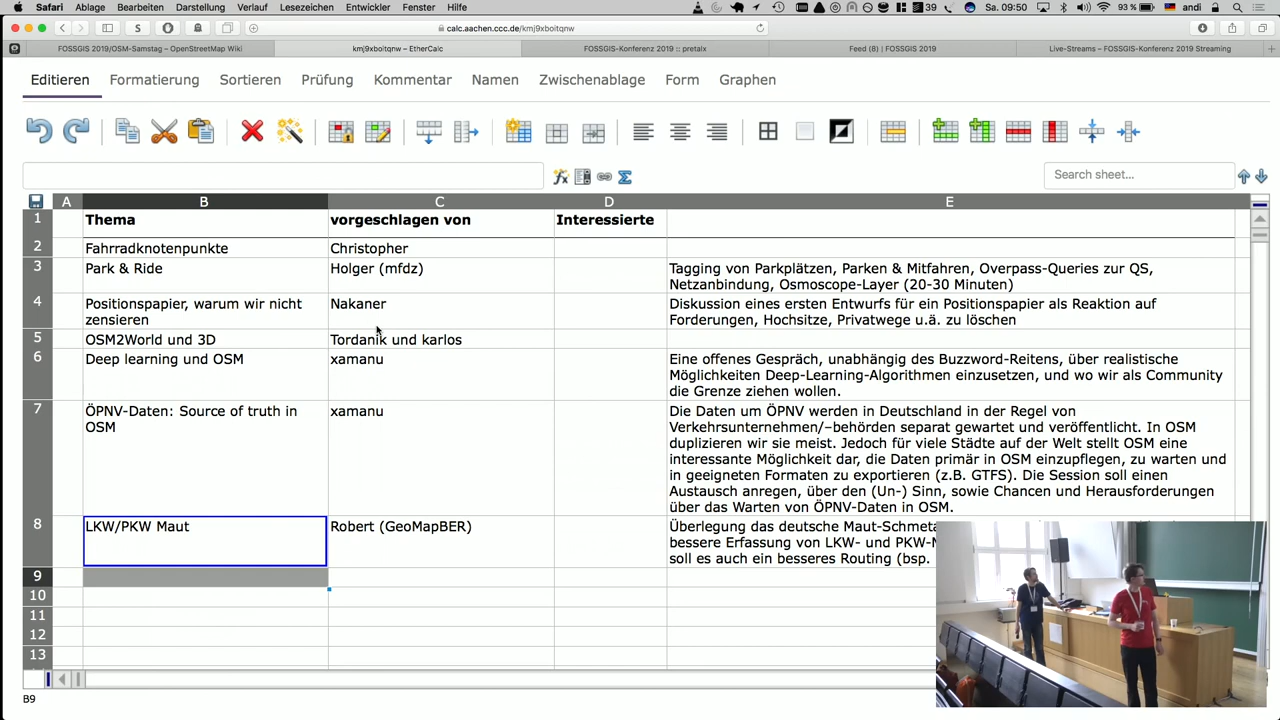 Safari Ablage Bearbeiten Darstellung Verlauf Lesezeichen Entwickler Fenster Hilfe 39 93 % Sa. 09:50 andi
calc.aachen.ccc.de/kmj9xboitqnw
FOSSGIS 2019/OSM-Samstag – OpenStreetMap Wiki kmj9xboitqnw – EtherCalc FOSSGIS-Konferenz 2019 :: pretalx Feed (8) | FOSSGIS 2019 Live-Streams – FOSSGIS-Konferenz 2019 Streaming
Editieren Formatierung Sortieren Prüfung Kommentar Namen Zwischenablage Form Graphen
Search sheet...
A B C D E
1 Thema vorgeschlagen von Interessierte
2 Fahrradknotenpunkte Christopher
3 Park & Ride Holger (mfdz) Tagging von Parkplätzen, Parken & Mitfahren, Overpass-Queries zur QS,
Netzanbindung, Osmoscope-Layer (20-30 Minuten)
4 Positionspapier, warum wir nicht Nakaner Diskussion eines ersten Entwurfs für ein Positionspapier als Reaktion auf
zensieren Forderungen, Hochsitze, Privatwege u.ä. zu löschen
5 OSM2World und 3D Tordanik und karlos
6 Deep learning und OSM xamanu Eine offenes Gespräch, unabhängig des Buzzword-Reitens, über realistische
Möglichkeiten Deep-Learning-Algorithmen einzusetzen, und wo wir als Community
die Grenze ziehen wollen.
7 ÖPNV-Daten: Source of truth in xamanu Die Daten um ÖPNV werden in Deutschland in der Regel von
OSM Verkehrsunternehmen/–behörden separat gewartet und veröffentlicht. In OSM
duplizieren wir sie meist. Jedoch für viele Städte auf der Welt stellt OSM eine
interessante Möglichkeit dar, die Daten primär in OSM einzupflegen, zu warten und
in geeigneten Formaten zu exportieren (z.B. GTFS). Die Session soll einen
Austausch anregen, über den (Un-) Sinn, sowie Chancen und Herausforderungen
über das Warten von ÖPNV-Daten in OSM.
8 LKW/PKW Maut Robert (GeoMapBER) Überlegung das deutsche Maut-Schmeta
bessere Erfassung von LKW- und PKW-M
soll es auch ein besseres Routing (bsp.
9
10
11
12
13
B9